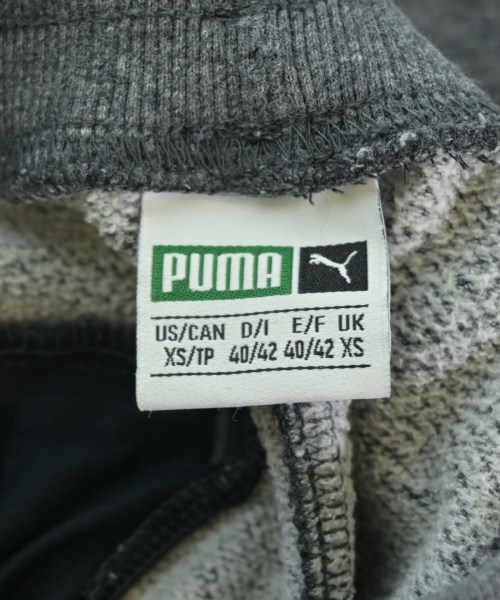 PUMA
US/CAN D/I E/F UK
XS/TP 40/42 40/42 XS